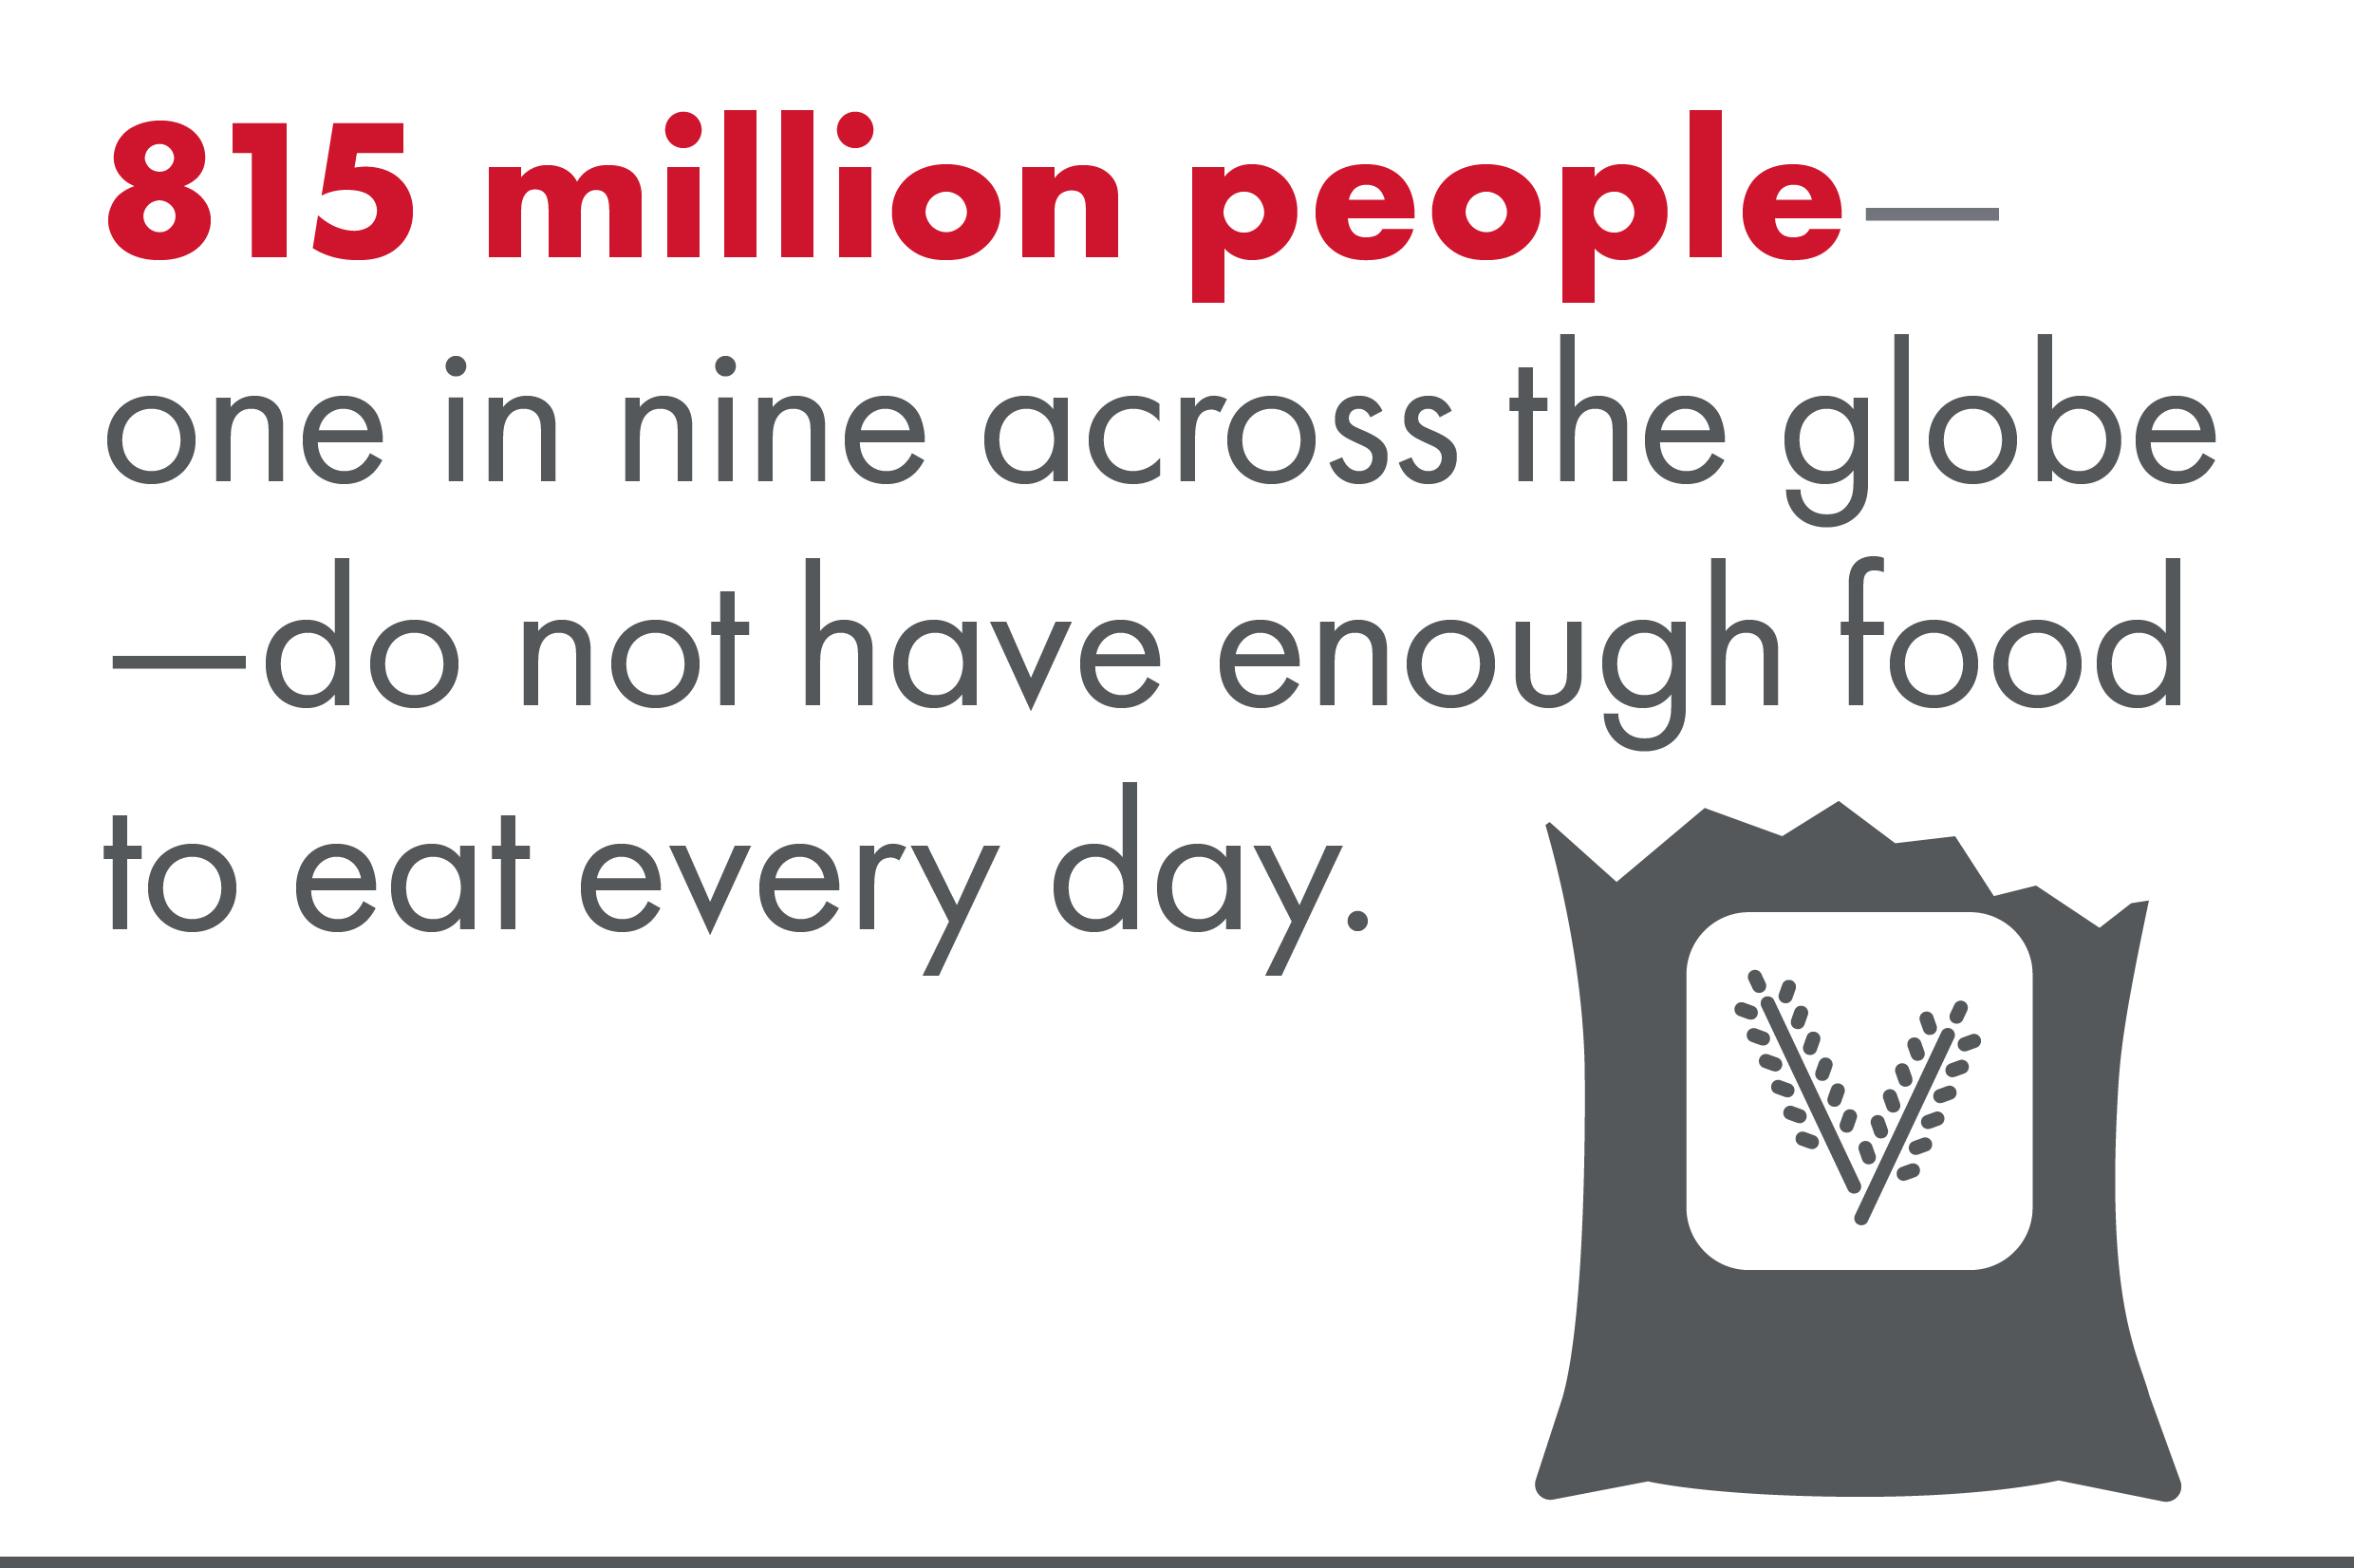 815 million people—
one in nine across the globe
—do not have enough food
to eat every day.